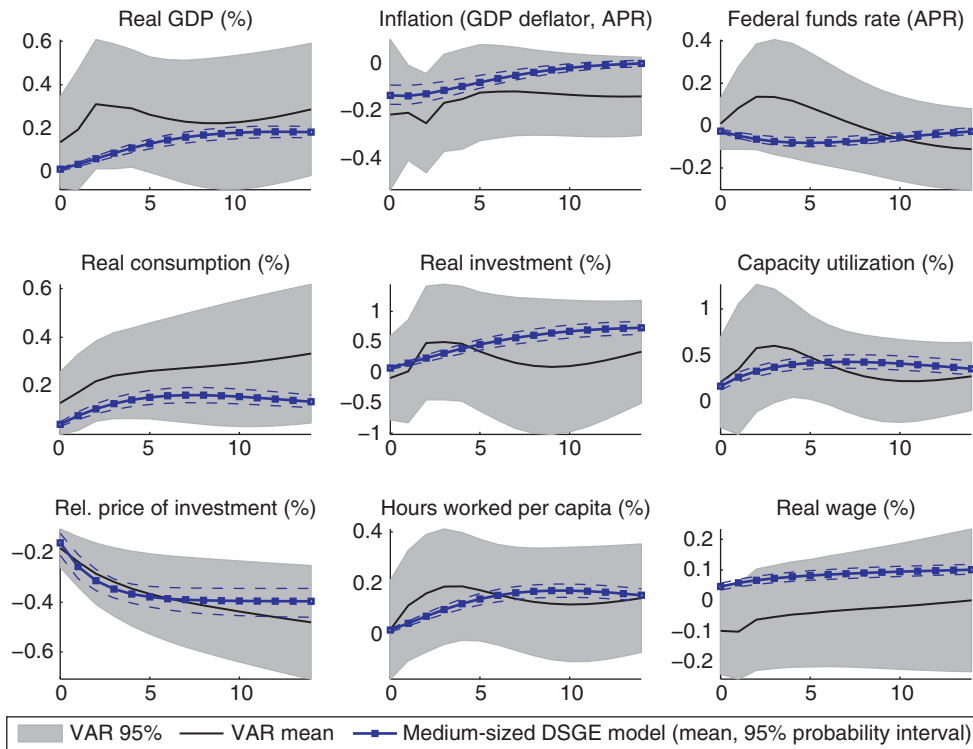 Real GDP (%)
Inflation (GDP deflator, APR)
Federal funds rate (APR)
0.6
0.4
0.2
0
0 5 10
0
−0.2
−0.4
0 5 10
0.4
0.2
0
−0.2
0 5 10
Real consumption (%)
Real investment (%)
Capacity utilization (%)
0.6
0.4
0.2
0 5 10
1
0.5
0
−0.5
−1
0 5 10
1
0.5
0
0 5 10
Rel. price of investment (%)
Hours worked per capita (%)
Real wage (%)
−0.2
−0.4
−0.6
0 5 10
0.4
0.2
0
0 5 10
0.2
0.1
0
−0.1
−0.2
0 5 10
VAR 95% VAR mean Medium-sized DSGE model (mean, 95% probability interval)